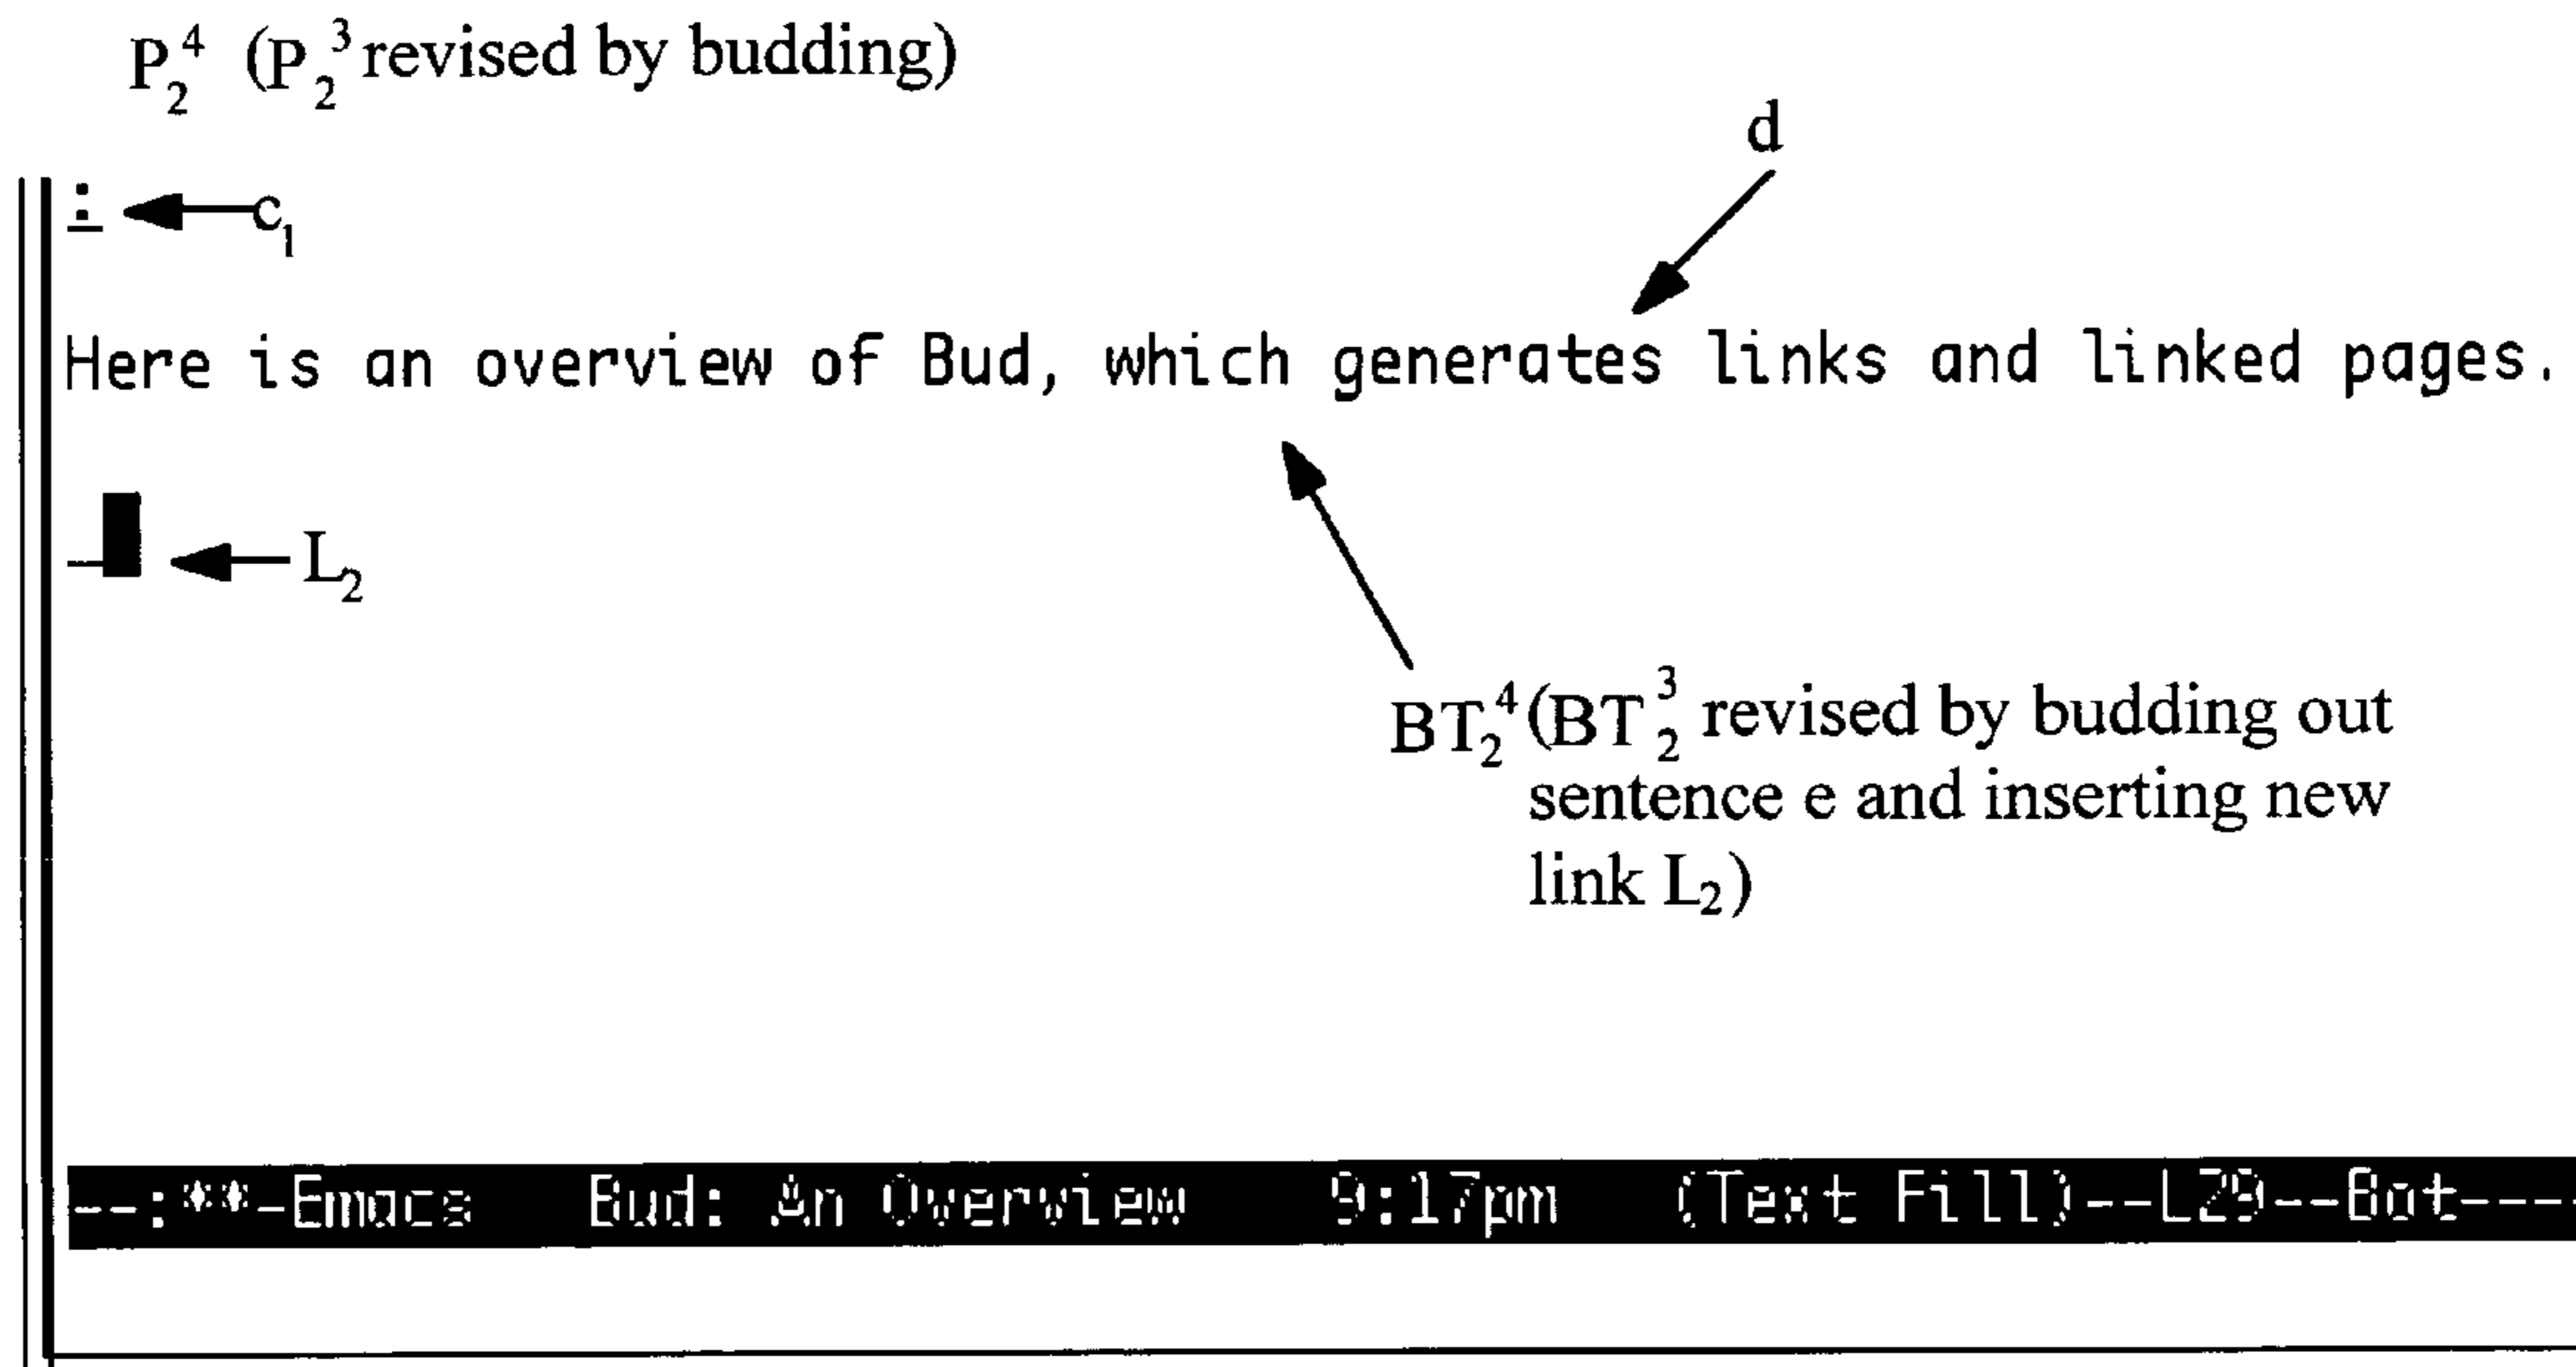 P₂⁴ (P₂³ revised by budding)
d
: c₁
Here is an overview of Bud, which generates links and linked pages.
_ L₂
BT₂⁴ (BT₂³ revised by budding out
sentence e and inserting new
link L₂)
--:**-Emacs Bud: An Overview 9:17pm (Text Fill)--L29--Bot----